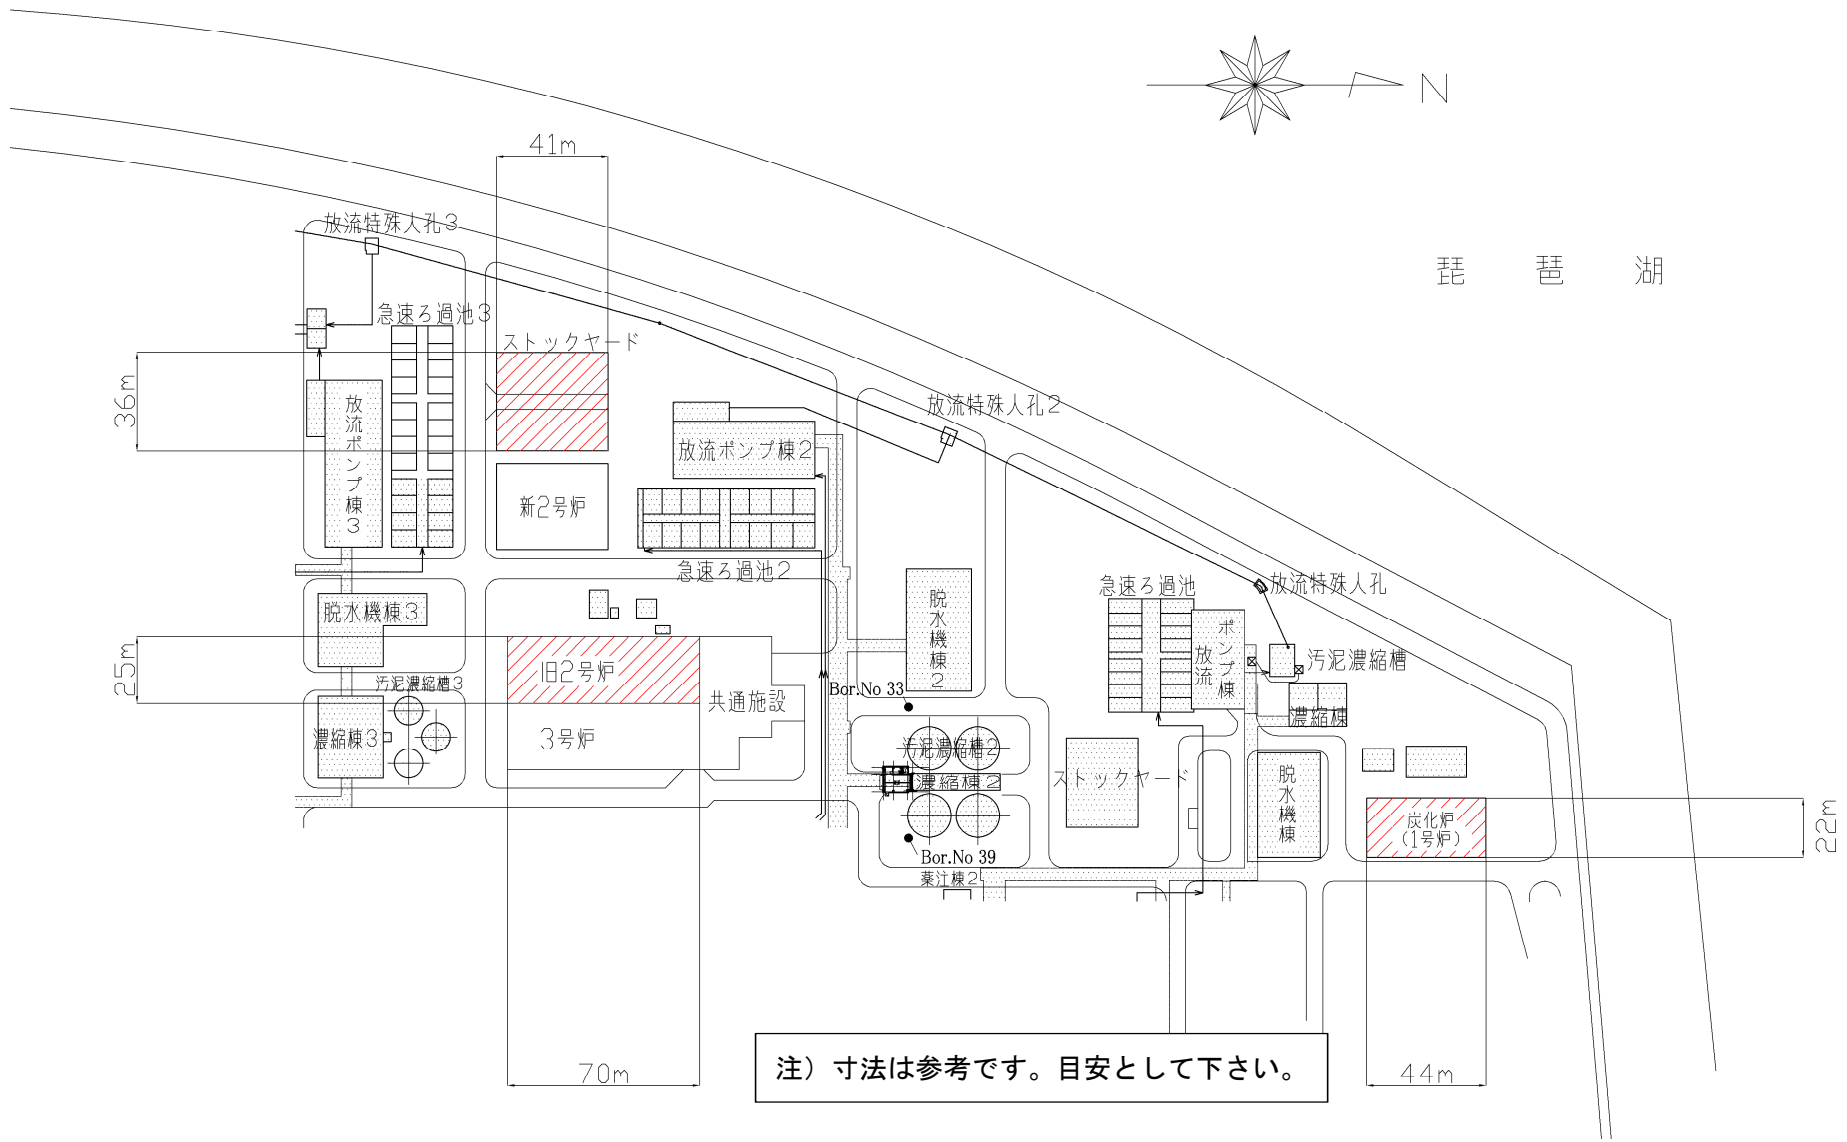 N
41m
放流特殊人孔3
琵琶湖
急速ろ過池3
ストックヤード
36m
放流ポンプ棟3
放流特殊人孔2
放流ポンプ棟2
新2号炉
急速ろ過池2
脱水機棟2
急速ろ過池
放流特殊人孔
脱水機棟3
放流
ポンプ棟
汚泥濃縮槽
25m
旧2号炉
汚泥濃縮槽3
共通施設
Bor.No 33
濃縮棟
濃縮棟3
3号炉
汚泥濃縮槽2
濃縮棟2
ストックヤード
脱水機棟
炭化炉
(1号炉)
22m
Bor.No 39
薬注棟2
70m
注）寸法は参考です。目安として下さい。
44m